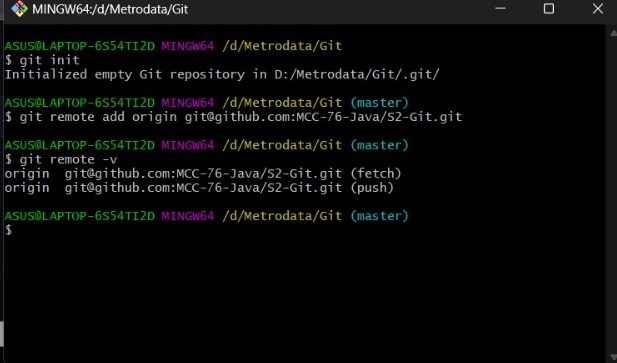 MINGW64:/d/Metrodata/Git
ASUS@LAPTOP-6S54TI2D MINGW64 /d/Metrodata/Git
$ git init
Initialized empty Git repository in D:/Metrodata/Git/.git/
ASUS@LAPTOP-6S54TI2D MINGW64 /d/Metrodata/Git (master)
$ git remote add origin git@github.com:MCC-76-Java/S2-Git.git
ASUS@LAPTOP-6S54TI2D MINGW64 /d/Metrodata/Git (master)
$ git remote -v
origin  git@github.com:MCC-76-Java/S2-Git.git (fetch)
origin  git@github.com:MCC-76-Java/S2-Git.git (push)
ASUS@LAPTOP-6S54TI2D MINGW64 /d/Metrodata/Git (master)
$